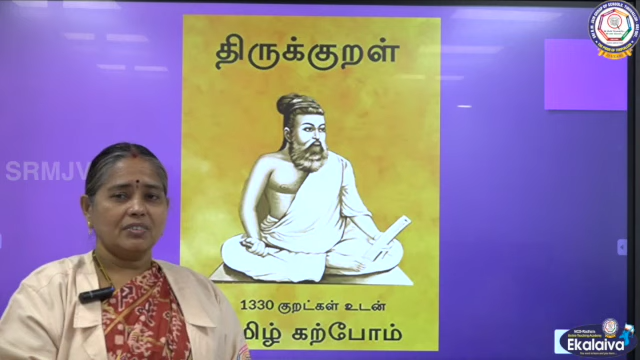 திருக்குறள்
SRMJV
1330 குறட்கள் உடன்
மிழ் கற்போம்
Ekalaiva